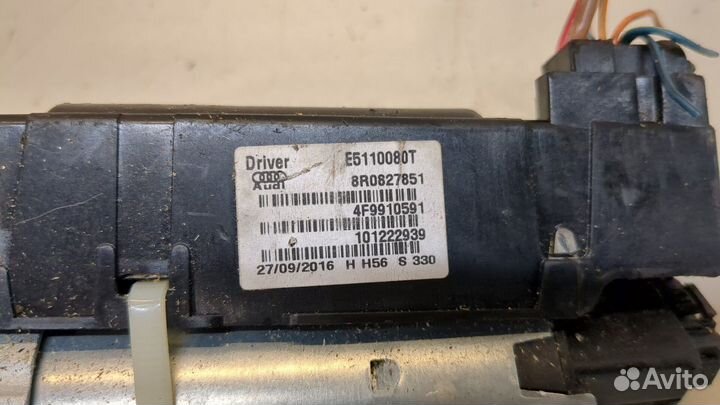 Driver E5110080T
Audi 8R0827851
4F9910591
101222939
27/09/2016 H H56 S 330
Avito